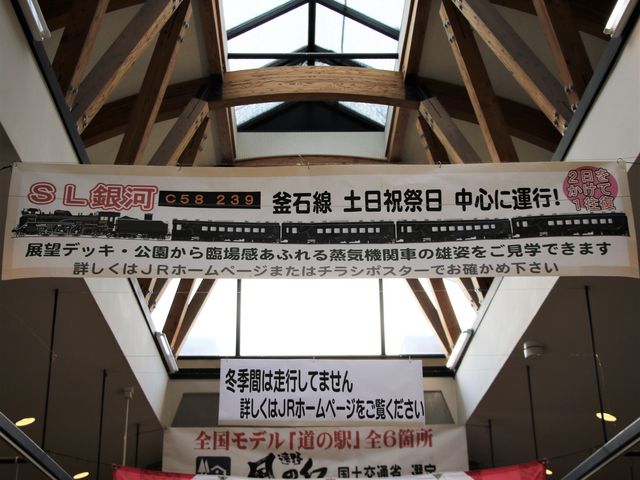 SL銀河 C58 239 釜石線 土日祝祭日 中心に運行!
2日を
かけて
1往復
展望デッキ・公園から臨場感あふれる蒸気機関車の雄姿をご見学できます
詳しくはJRホームページまたはチラシポスターでお確かめ下さい
冬季間は走行してません
詳しくはJRホームページをご覧ください
全国モデル「道の駅」全6箇所
遠野
風の丘 国土交通省 選定